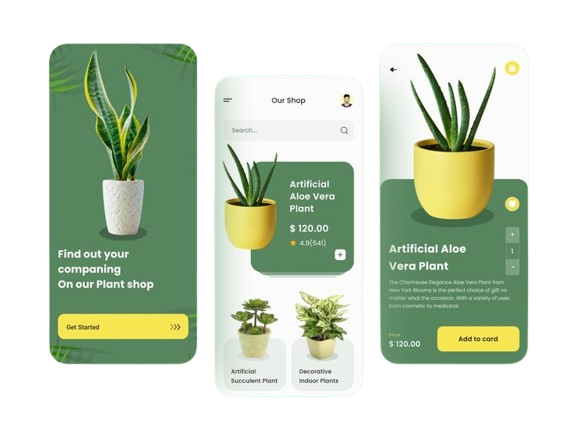 Find out your
companing
On our Plant shop
Get Started
Our Shop
Search...
Artificial
Aloe Vera
Plant
$ 120.00
4.9(541)
+
Artificial
Succulent Plant
Decorative
Indoor Plants
+
1
-
Artificial Aloe
Vera Plant
The Chartreuse Elegance Aloe Vera Plant from
New York Blooms is the perfect choice of gift no
matter what the occasion. With a variety of uses
from cosmetic to medicinal.
Price
$ 120.00
Add to card